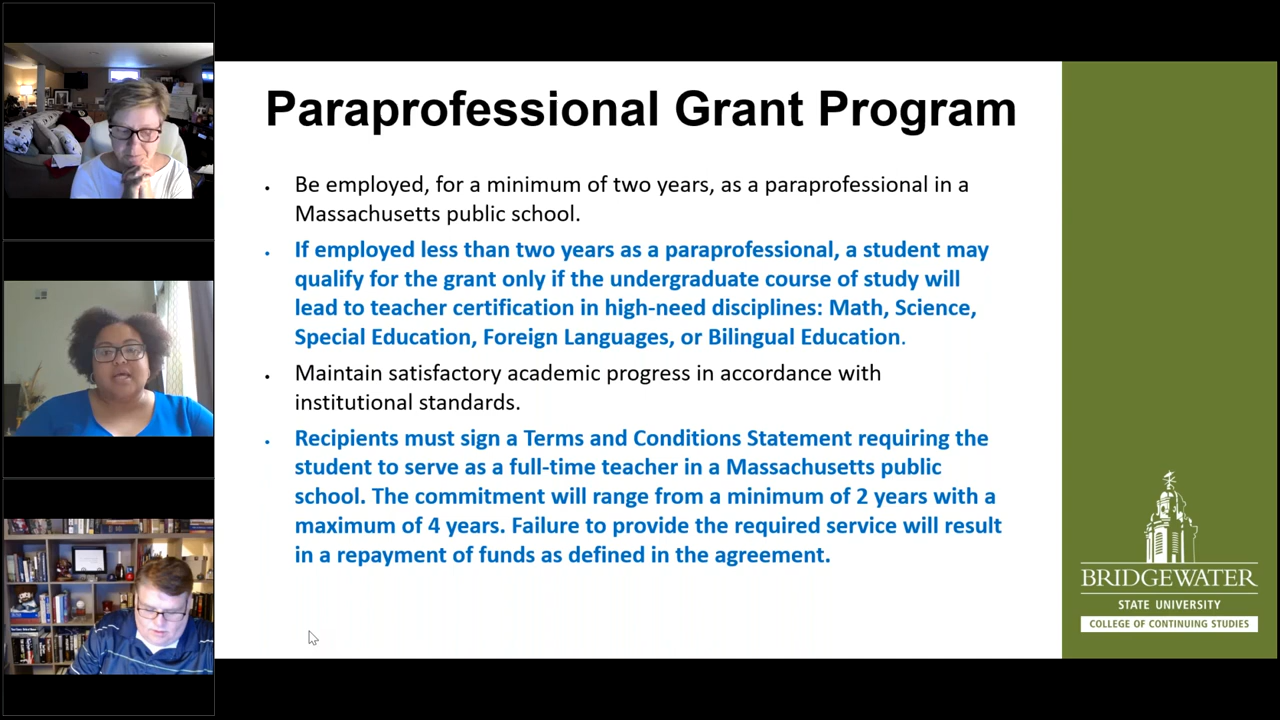 Paraprofessional Grant Program
• Be employed, for a minimum of two years, as a paraprofessional in a
Massachusetts public school.
• If employed less than two years as a paraprofessional, a student may
qualify for the grant only if the undergraduate course of study will
lead to teacher certification in high-need disciplines: Math, Science,
Special Education, Foreign Languages, or Bilingual Education.
• Maintain satisfactory academic progress in accordance with
institutional standards.
• Recipients must sign a Terms and Conditions Statement requiring the
student to serve as a full-time teacher in a Massachusetts public
school. The commitment will range from a minimum of 2 years with a
maximum of 4 years. Failure to provide the required service will result
in a repayment of funds as defined in the agreement.
BRIDGEWATER
STATE UNIVERSITY
COLLEGE OF CONTINUING STUDIES